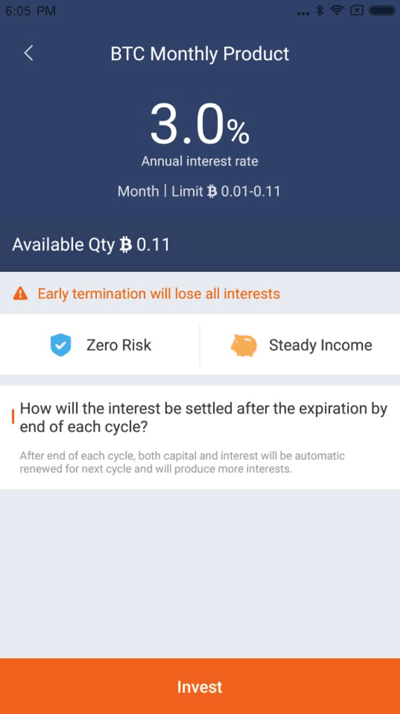 6:05 PM
BTC Monthly Product
3.0%
Annual interest rate
Month | Limit ₿ 0.01-0.11
Available Qty ₿ 0.11
Early termination will lose all interests
Zero Risk
Steady Income
How will the interest be settled after the expiration by
end of each cycle?
After end of each cycle, both capital and interest will be automatic
renewed for next cycle and will produce more interests.
Invest